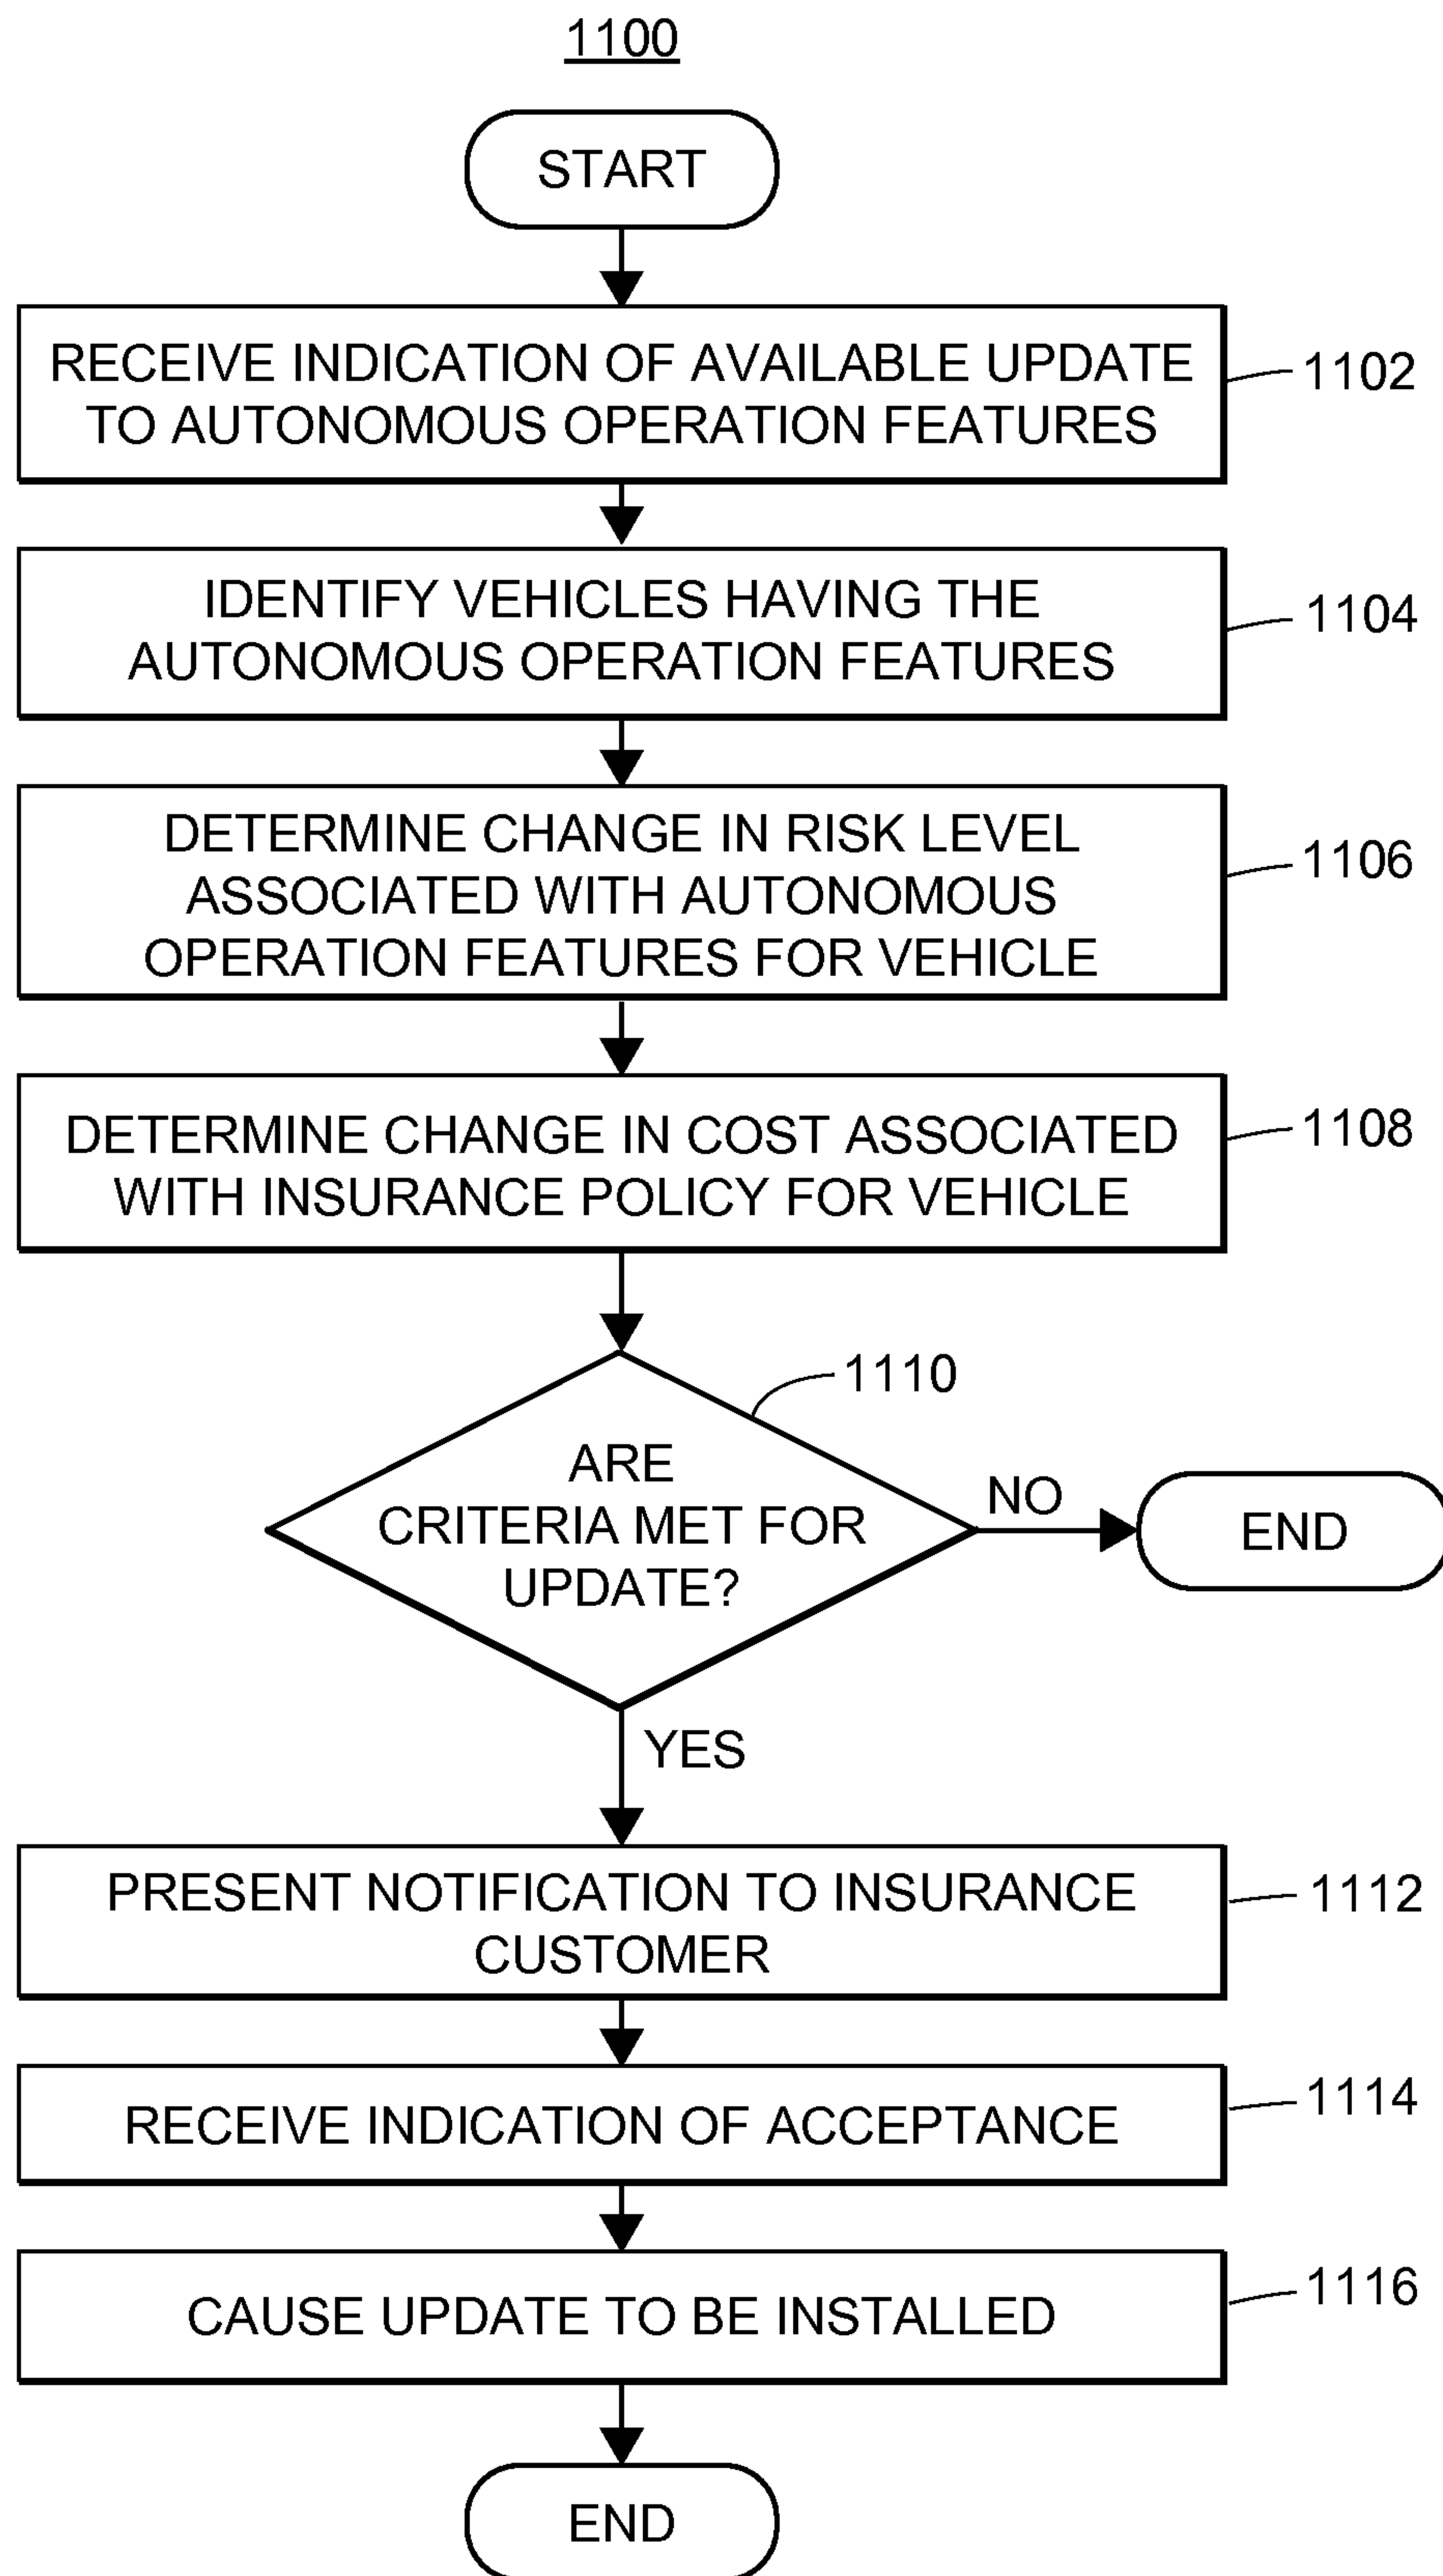 1100
START
RECEIVE INDICATION OF AVAILABLE UPDATE
TO AUTONOMOUS OPERATION FEATURES
1102
IDENTIFY VEHICLES HAVING THE
AUTONOMOUS OPERATION FEATURES
1104
DETERMINE CHANGE IN RISK LEVEL
ASSOCIATED WITH AUTONOMOUS
OPERATION FEATURES FOR VEHICLE
1106
DETERMINE CHANGE IN COST ASSOCIATED
WITH INSURANCE POLICY FOR VEHICLE
1108
1110
ARE
CRITERIA MET FOR
UPDATE?
NO
END
YES
PRESENT NOTIFICATION TO INSURANCE
CUSTOMER
1112
RECEIVE INDICATION OF ACCEPTANCE
1114
CAUSE UPDATE TO BE INSTALLED
1116
END